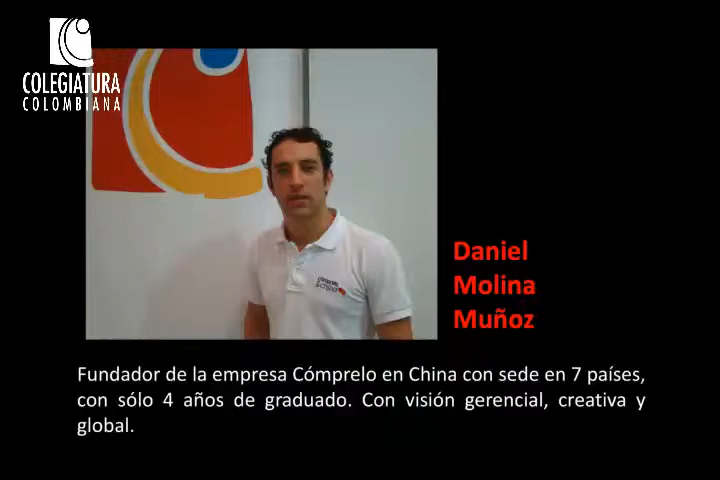 COLEGIATURA
COLOMBIANA
Daniel
Molina
Muñoz
Fundador de la empresa Cómprelo en China con sede en 7 países,
con sólo 4 años de graduado. Con visión gerencial, creativa y
global.